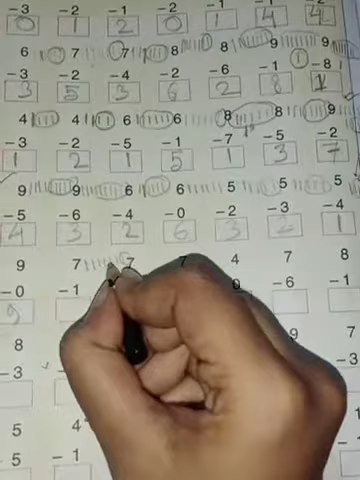 -3 -2 -1 -2 -1
0 1 2 0 1 4 4
6 7 7 8 8 9 9
-3 -2 -4 -2 -6 -1 -8
3 5 3 6 2 8 1
4 4 6 6 8 8 9
-3 -2 -5 -1 -7 -5 -2
1 2 1 5 1 3 7
9 9 6 6 5 5 5
-5 -6 -4 -0 -2 -3 -4
4 3 2 6 3 2 1
9 7 7 7 4 7 8
-0 -1 0 -6 -1
9
8 9 7
-3 -3
5 4
5 -1